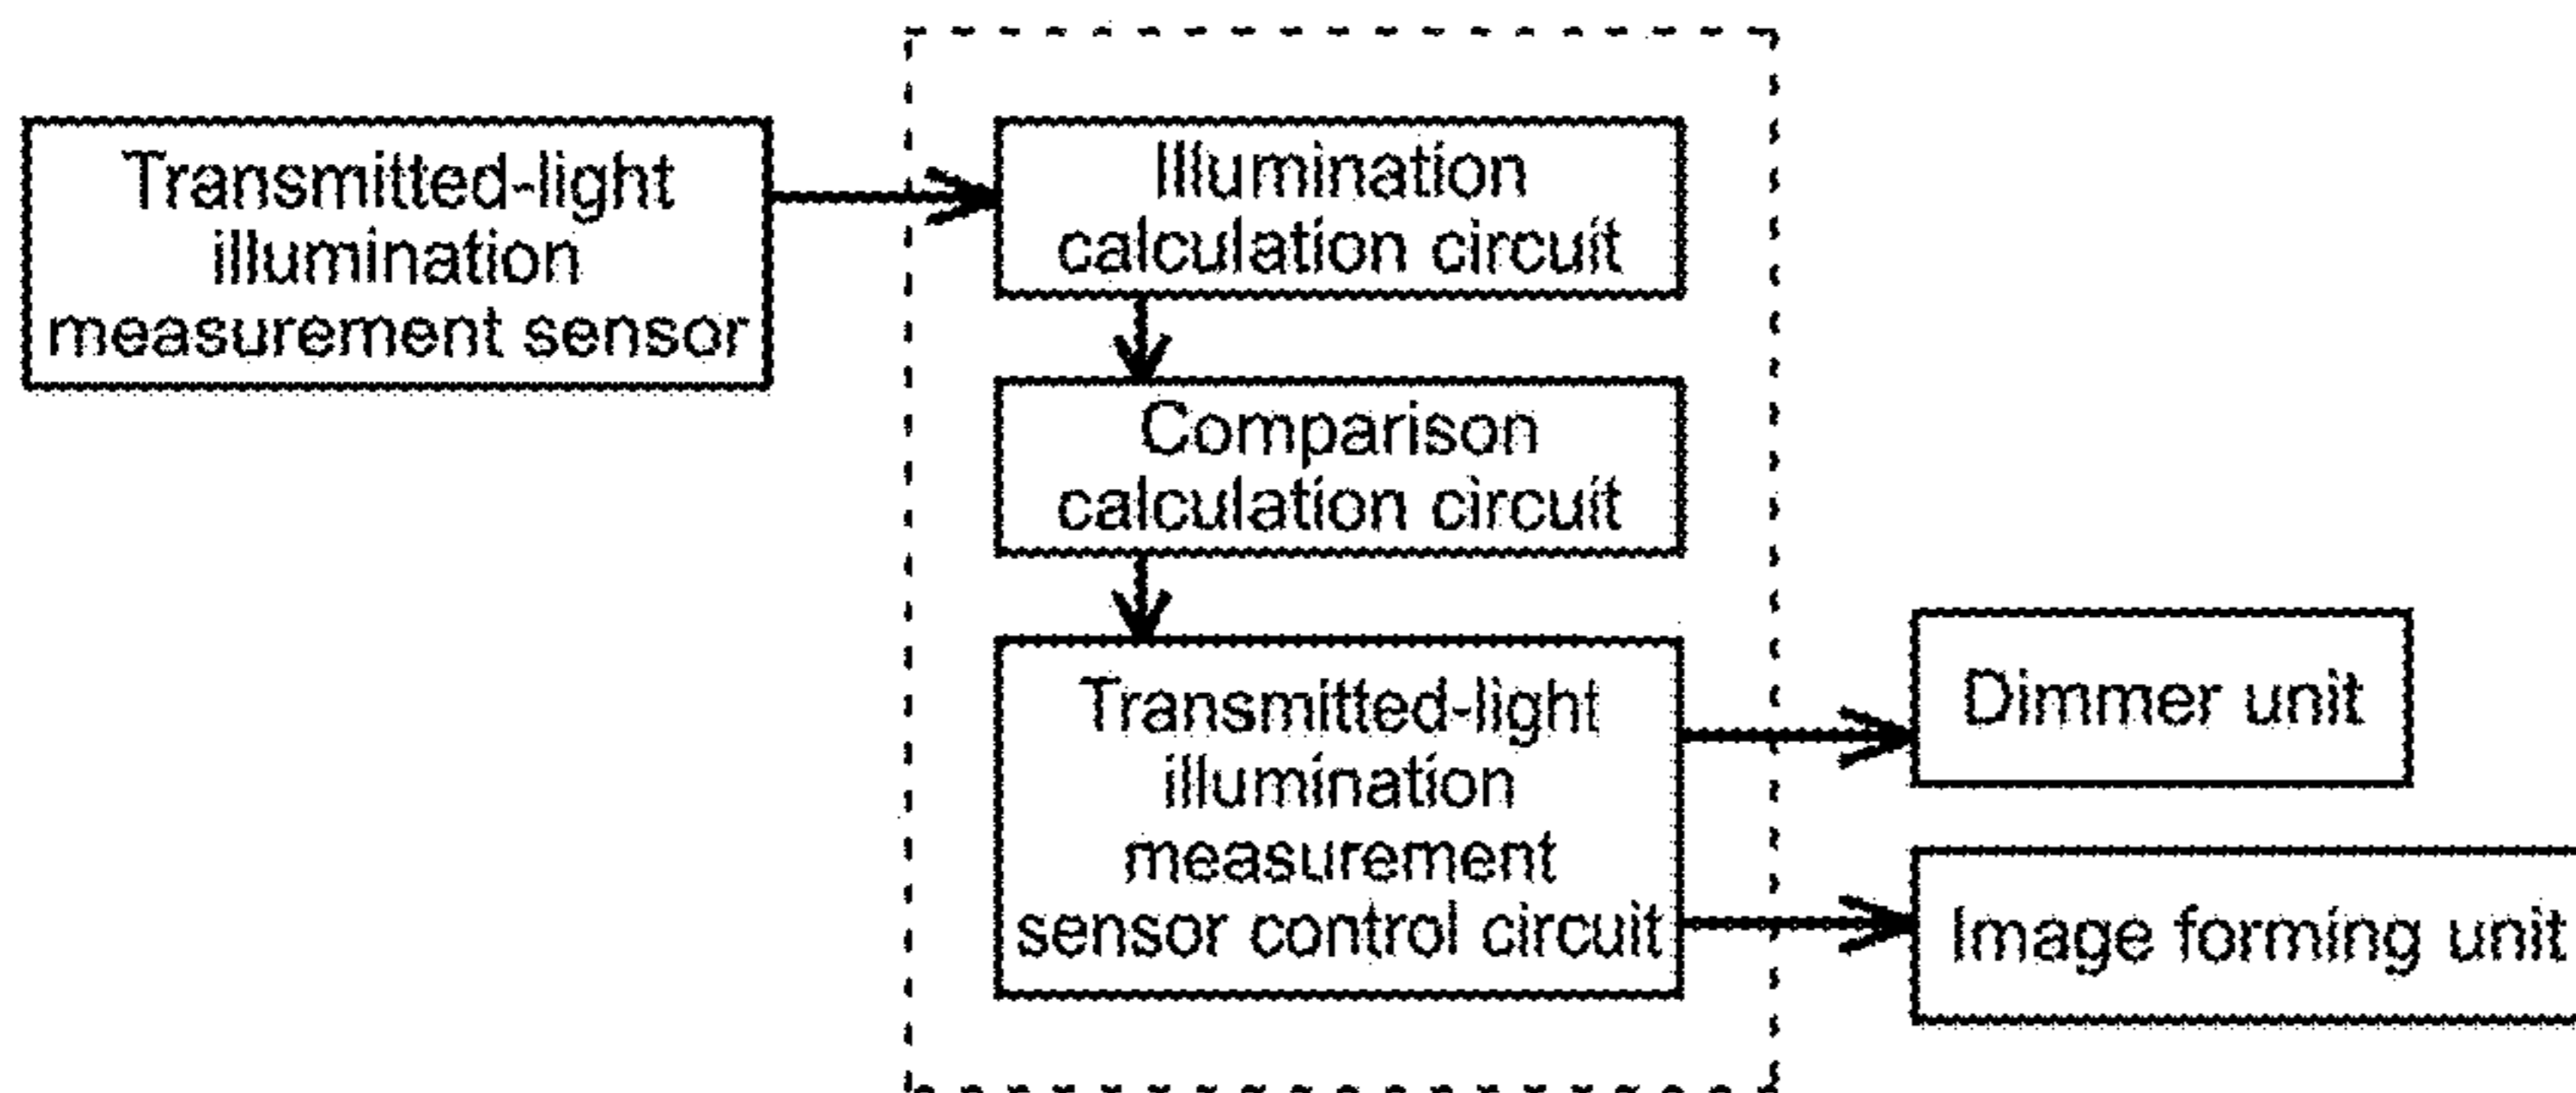 Transmitted-light
illumination
measurement sensor
Illumination
calculation circuit
Comparison
calculation circuit
Transmitted-light
illumination
measurement
sensor control circuit
Dimmer unit
Image forming unit